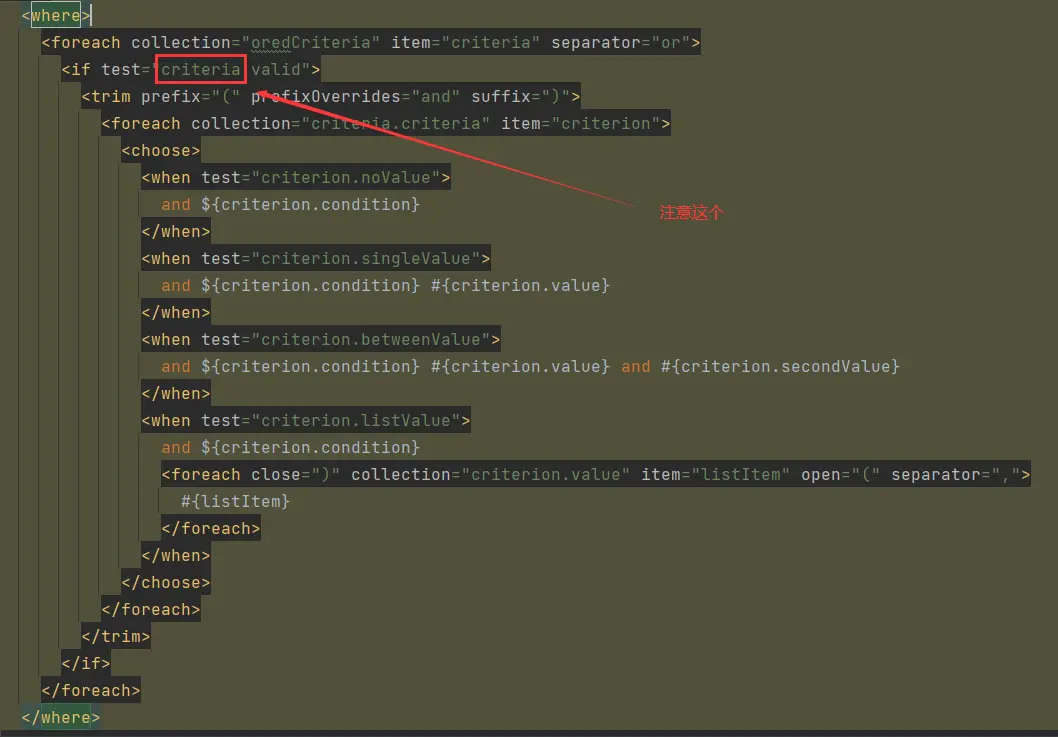 <where>
<foreach collection="oredCriteria" item="criteria" separator="or">
<if test="criteria.valid">
<trim prefix="(" prefixOverrides="and" suffix=")">
<foreach collection="criteria.criteria" item="criterion">
<choose>
<when test="criterion.noValue">
and ${criterion.condition}
</when>
<when test="criterion.singleValue">
and ${criterion.condition} #{criterion.value}
</when>
<when test="criterion.betweenValue">
and ${criterion.condition} #{criterion.value} and #{criterion.secondValue}
</when>
<when test="criterion.listValue">
and ${criterion.condition}
<foreach close=")" collection="criterion.value" item="listItem" open="(" separator=",">
#{listItem}
</foreach>
</when>
</choose>
</foreach>
</trim>
</if>
</foreach>
</where>
注意这个